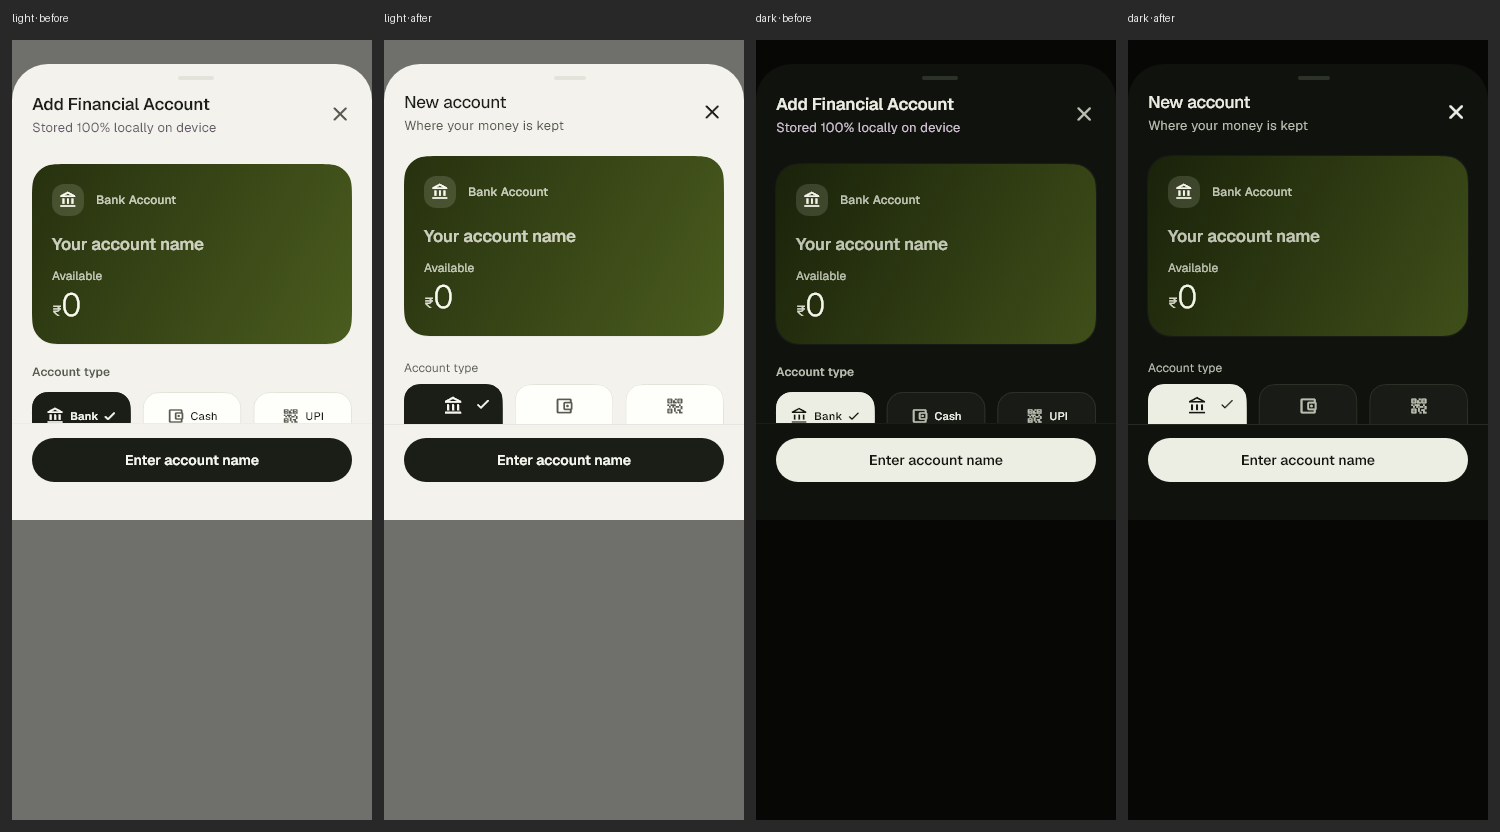 light·before
Add Financial Account
Stored 100% locally on device
Bank Account
Your account name
Available
₹0
Account type
Bank
Cash
UPI
Enter account name
light·after
New account
Where your money is kept
Bank Account
Your account name
Available
₹0
Account type
Enter account name
dark·before
Add Financial Account
Stored 100% locally on device
Bank Account
Your account name
Available
₹0
Account type
Bank
Cash
UPI
Enter account name
dark·after
New account
Where your money is kept
Bank Account
Your account name
Available
₹0
Account type
Enter account name